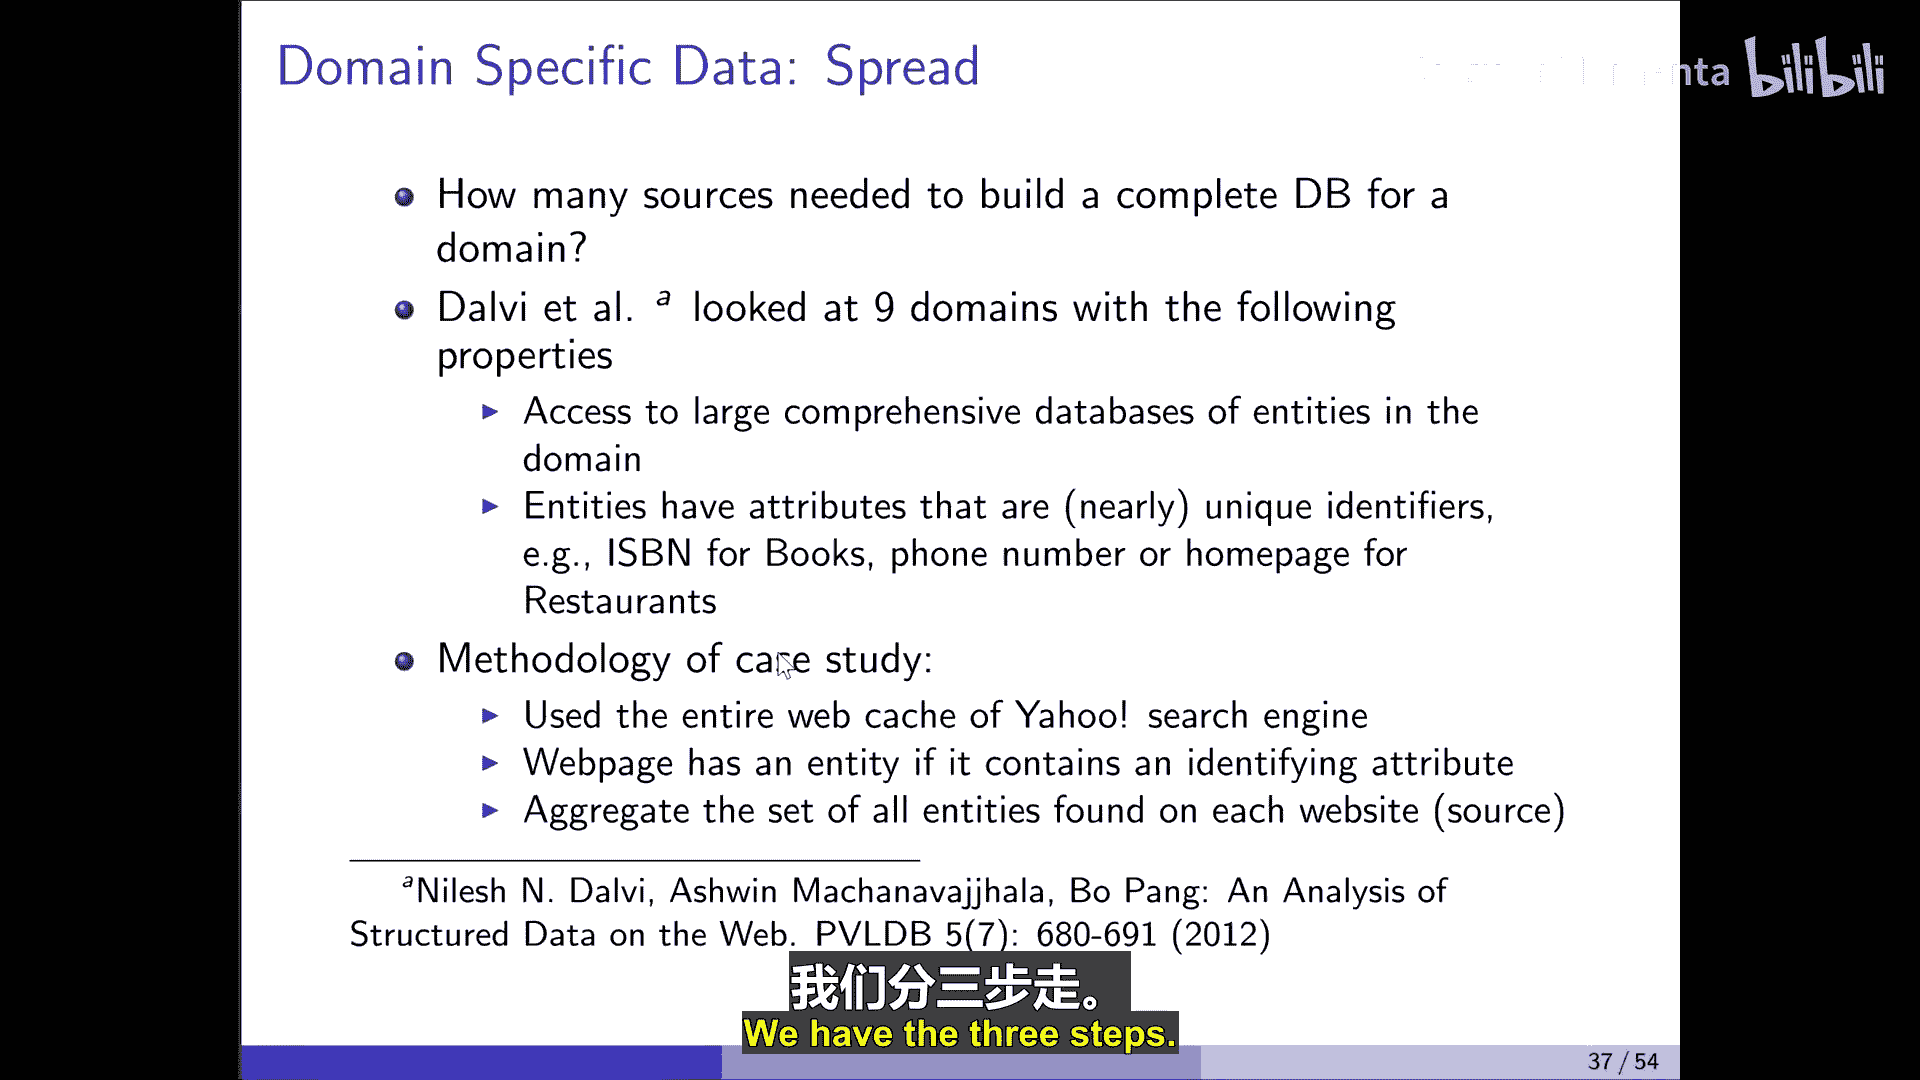 Domain Specific Data: Spread
nta bilibili
How many sources needed to build a complete DB for a
domain?
Dalvi et al. a looked at 9 domains with the following
properties
Access to large comprehensive databases of entities in the
domain
Entities have attributes that are (nearly) unique identifiers,
e.g., ISBN for Books, phone number or homepage for
Restaurants
Methodology of case study:
Used the entire web cache of Yahoo! search engine
Webpage has an entity if it contains an identifying attribute
Aggregate the set of all entities found on each website (source)
aNilesh N. Dalvi, Ashwin Machanavajjhala, Bo Pang: An Analysis of
Structured Data on the Web. PVLDB 5(7): 680-691 (2012)
我们分三步走。
We have the three steps.
37 / 54